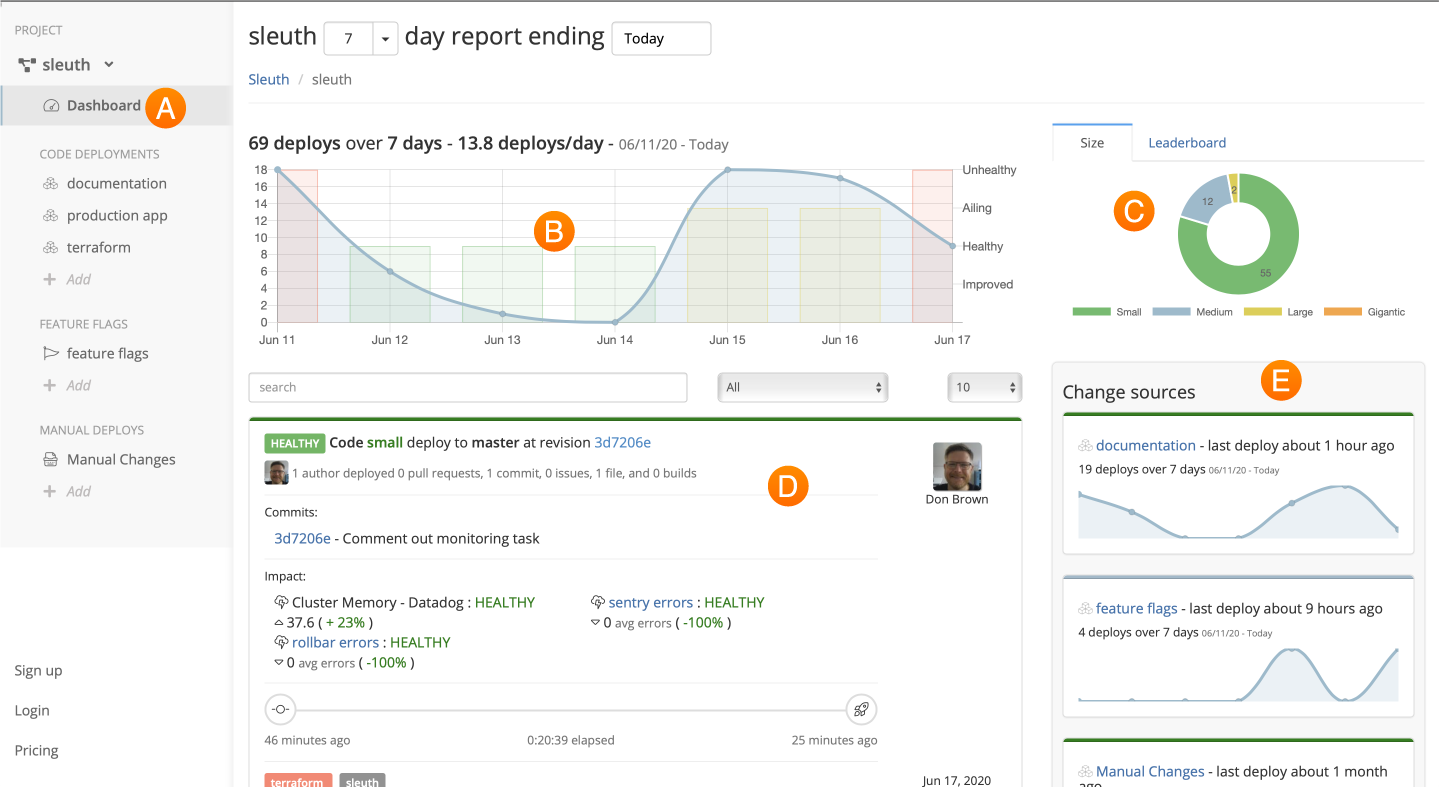 PROJECT
sleuth
Dashboard A
CODE DEPLOYMENTS
documentation
production app
terraform
Add
FEATURE FLAGS
feature flags
Add
MANUAL DEPLOYS
Manual Changes
Add
Sign up
Login
Pricing
sleuth 7 day report ending Today
Sleuth / sleuth
69 deploys over 7 days - 13.8 deploys/day - 06/11/20 - Today
18
16
14
12
10
8
6
4
2
0
Unhealthy
Ailing
Healthy
Improved
B
Jun 11 Jun 12 Jun 13 Jun 14 Jun 15 Jun 16 Jun 17
Size Leaderboard
C
2
12
55
Small Medium Large Gigantic
search All 10
HEALTHY Code small deploy to master at revision 3d7206e
1 author deployed 0 pull requests, 1 commit, 0 issues, 1 file, and 0 builds
D
Don Brown
Commits:
3d7206e - Comment out monitoring task
Impact:
Cluster Memory - Datadog : HEALTHY
37.6 ( + 23% )
sentry errors : HEALTHY
0 avg errors ( -100% )
rollbar errors : HEALTHY
0 avg errors ( -100% )
46 minutes ago 0:20:39 elapsed 25 minutes ago
terraform sleuth
Jun 17, 2020
E
Change sources
documentation - last deploy about 1 hour ago
19 deploys over 7 days 06/11/20 - Today
feature flags - last deploy about 9 hours ago
4 deploys over 7 days 06/11/20 - Today
Manual Changes - last deploy about 1 month
ago